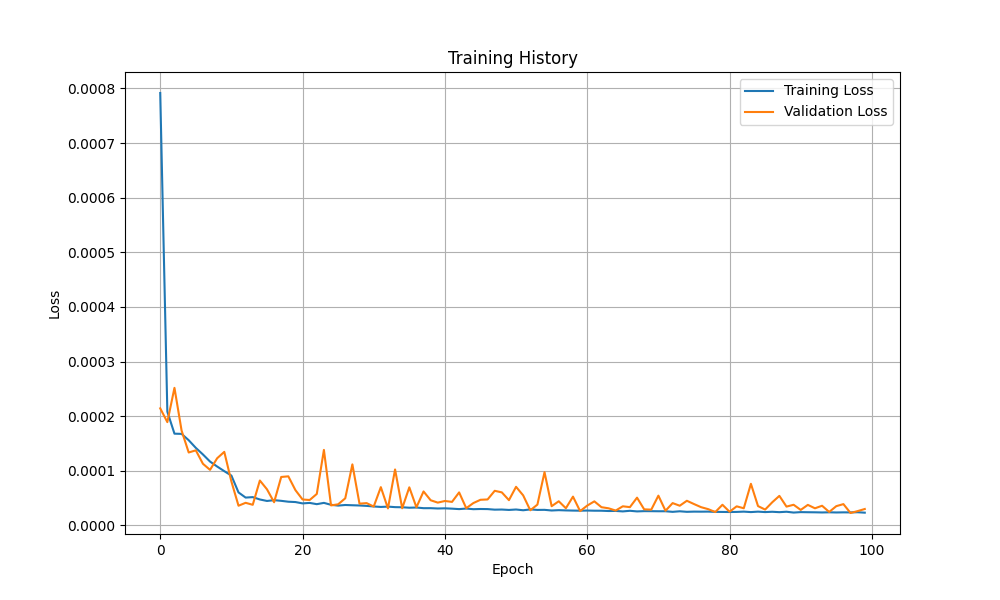 Training History
Training Loss
Validation Loss
0.0008
0.0007
0.0006
0.0005
0.0004
0.0003
0.0002
0.0001
0.0000
Loss
0 20 40 60 80 100
Epoch